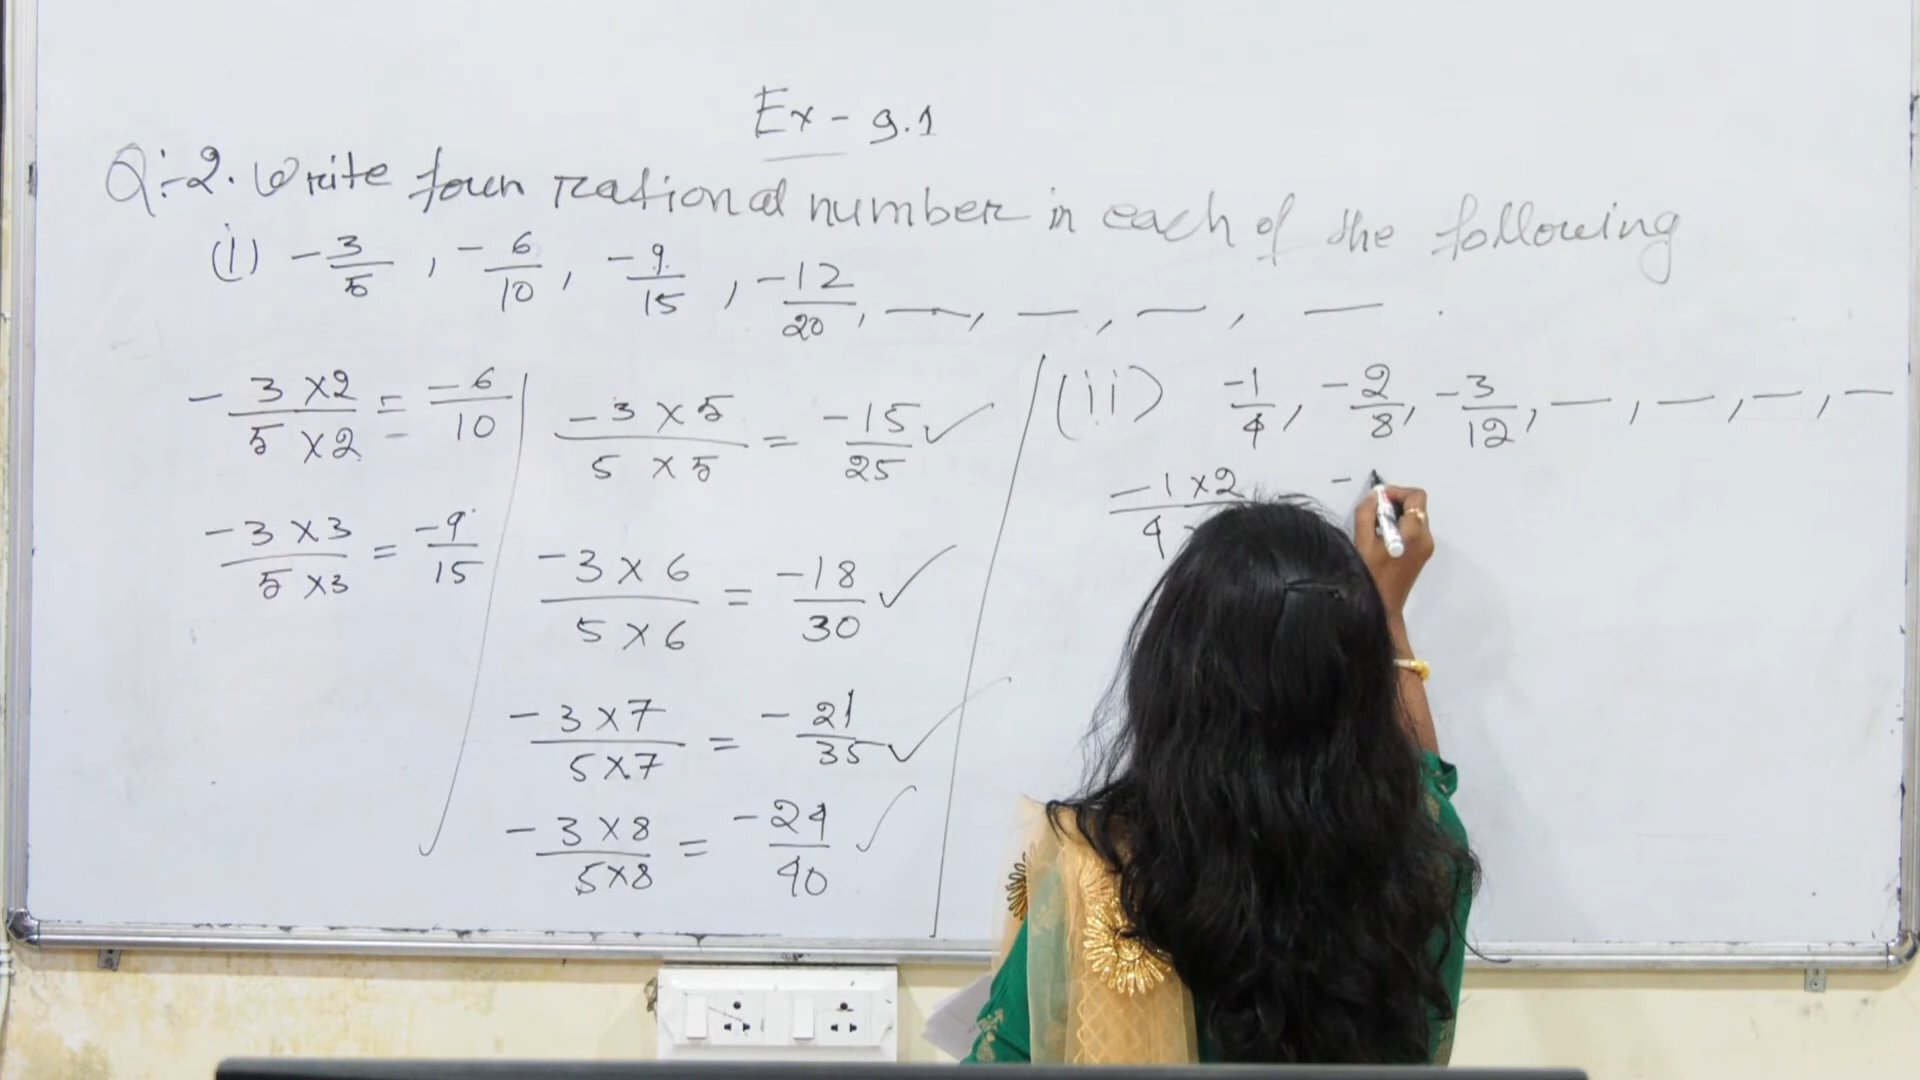 Ex - 9.1
Q:-2. Write four rational number in each of the following
(i) -3/5, -6/10, -9/15, -12/20, —, —, —, — .
-3 ×2 / 5 ×2 = -6/10
-3 ×3 / 5 ×3 = -9/15
-3 × 5 / 5 × 5 = -15/25 ✓
-3 × 6 / 5 × 6 = -18/30 ✓
-3 ×7 / 5×7 = -21/35 ✓
-3 ×8 / 5×8 = -24/40 ✓
(ii) -1/4, -2/8, -3/12, —, —, —, —
-1 ×2 / 4